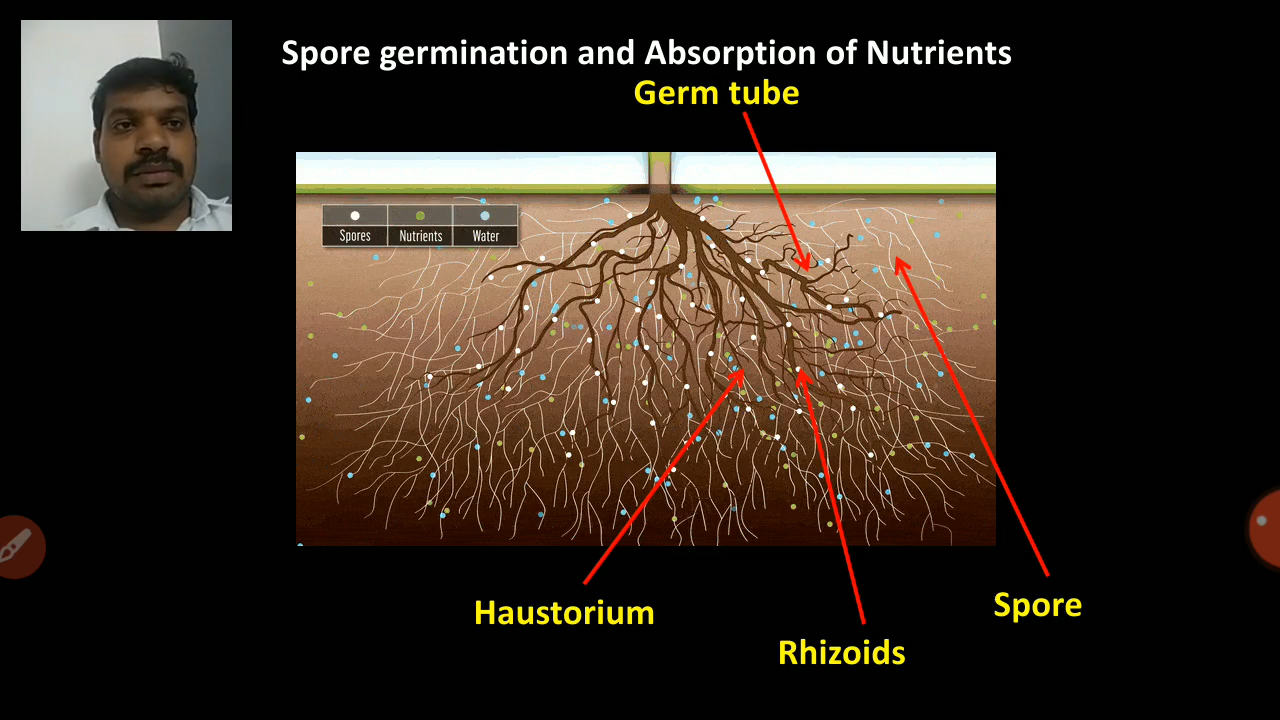 Spore germination and Absorption of Nutrients
Germ tube
Spores Nutrients Water
Haustorium
Spore
Rhizoids